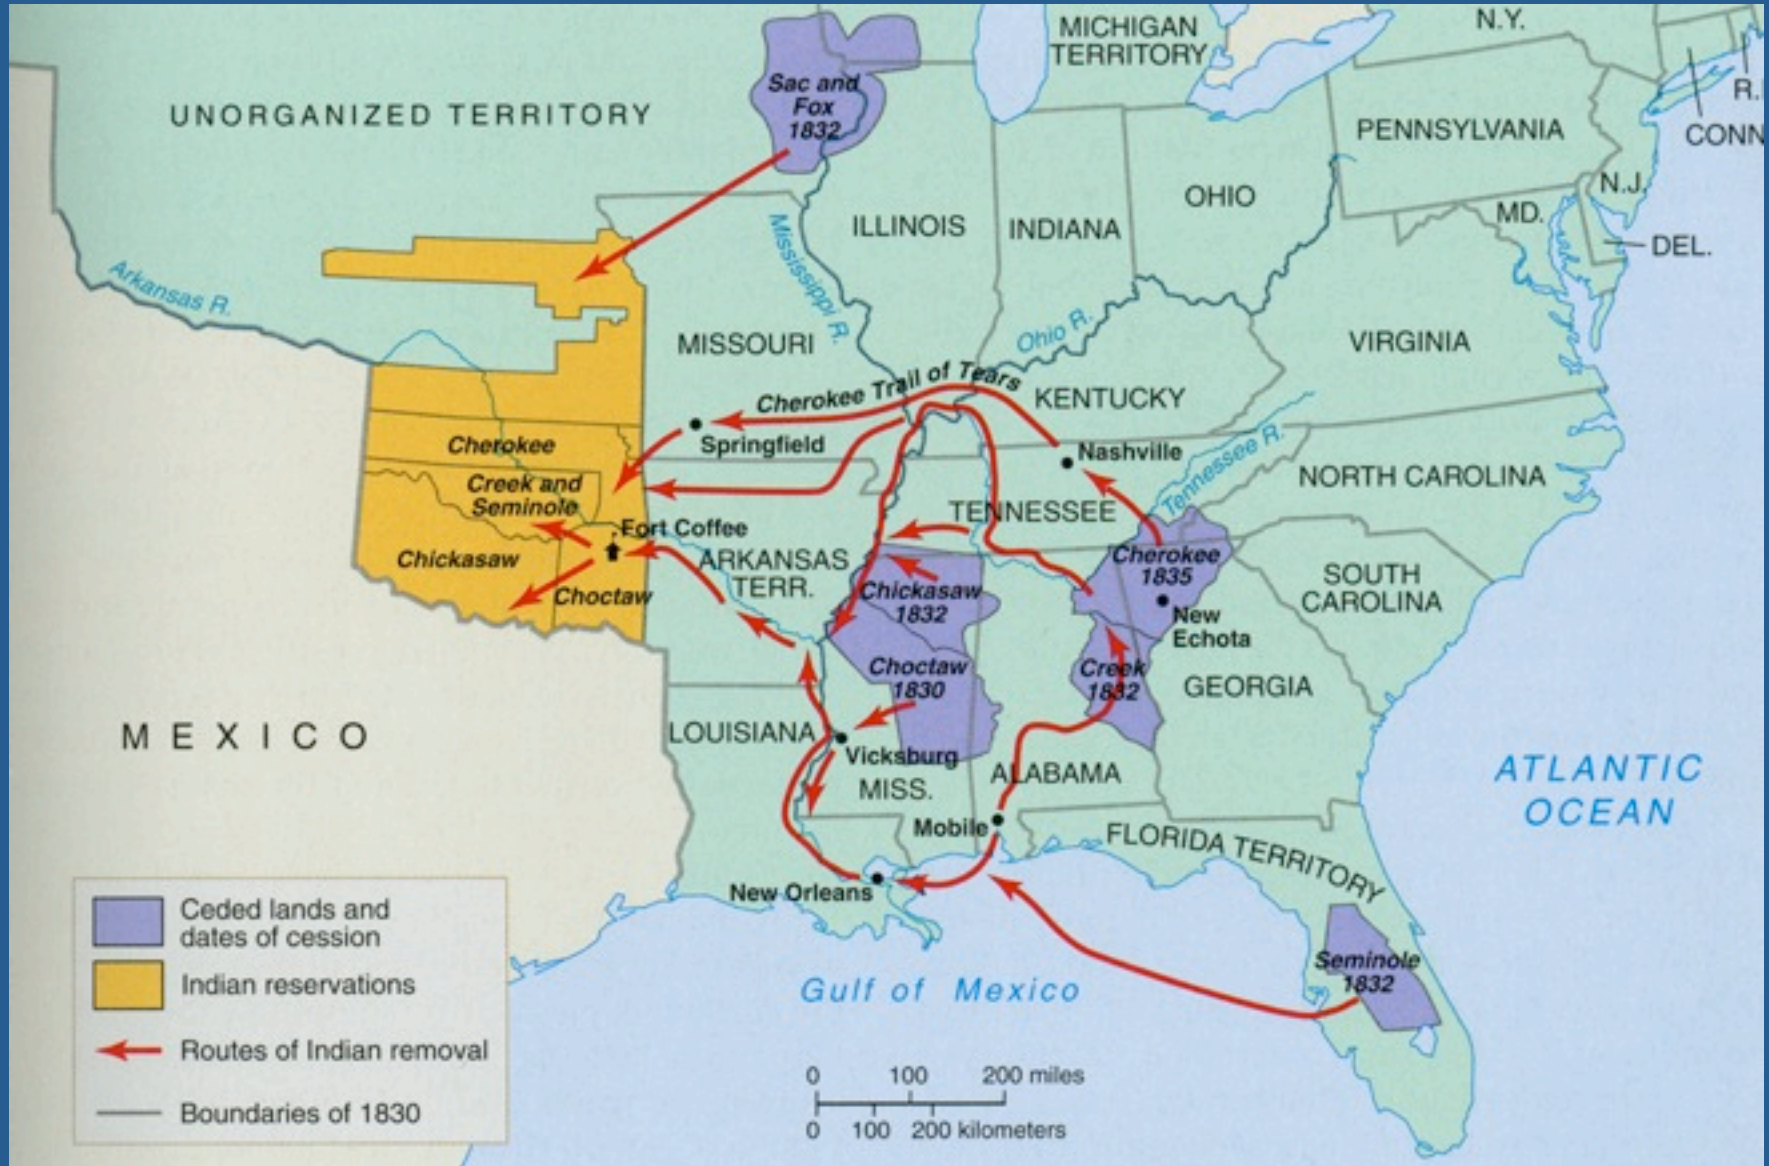 MICHIGAN
TERRITORY
N.Y.
R.I
CONN
UNORGANIZED TERRITORY
Sac and
Fox
1832
PENNSYLVANIA
N.J.
OHIO
MD.
DEL.
ILLINOIS
INDIANA
Mississippi R.
Arkansas R.
Ohio R.
MISSOURI
VIRGINIA
Cherokee Trail of Tears
KENTUCKY
Springfield
Nashville
Tennessee R.
Cherokee
Creek and
Seminole
NORTH CAROLINA
TENNESSEE
Fort Coffee
Chickasaw
ARKANSAS
TERR.
Choctaw
Cherokee
1835
Chickasaw
1832
SOUTH
CAROLINA
New
Echota
Choctaw
1830
Creek
1832
GEORGIA
MEXICO
LOUISIANA
Vicksburg
MISS.
ALABAMA
ATLANTIC
OCEAN
Mobile
FLORIDA TERRITORY
New Orleans
Seminole
1832
Gulf of Mexico
Ceded lands and
dates of cession
Indian reservations
Routes of Indian removal
Boundaries of 1830
0 100 200 miles
0 100 200 kilometers